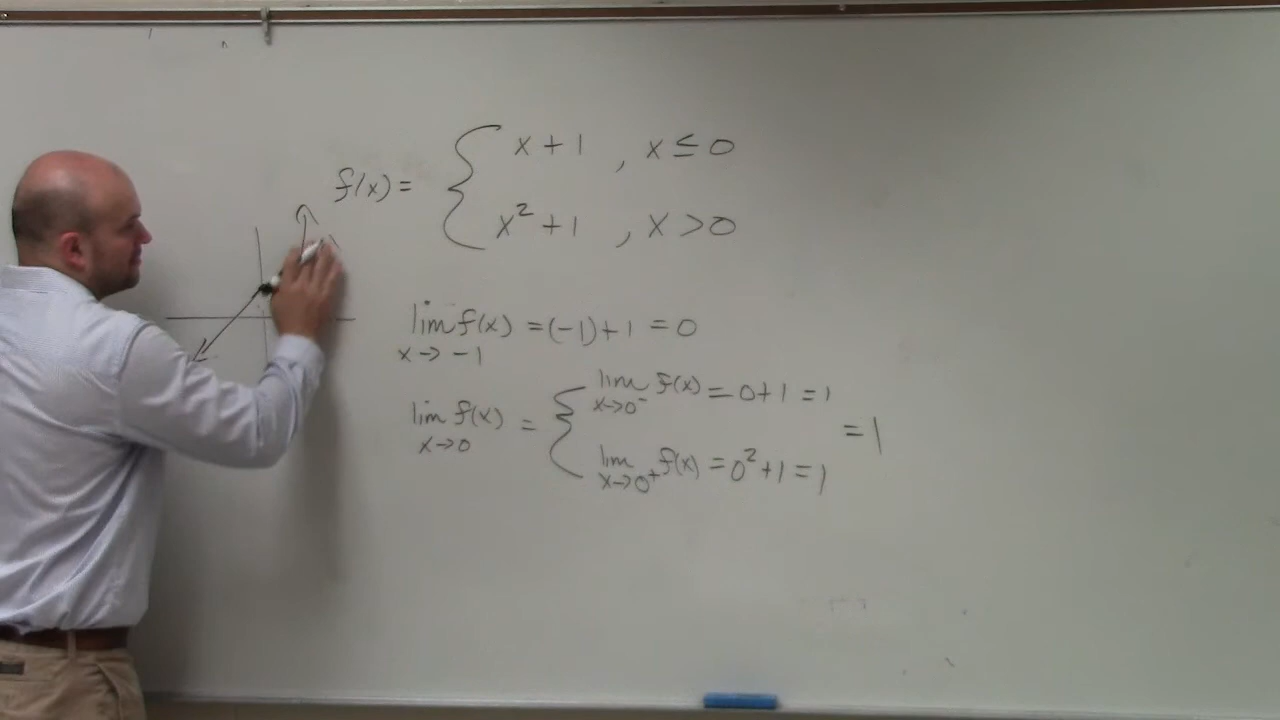 f(x) = { x + 1 , x ≤ 0
x² + 1 , x > 0
lim f(x) = (-1) + 1 = 0
x → -1
lim f(x) = { lim f(x) = 0 + 1 = 1
x → 0 x → 0⁻
= 1
lim f(x) = 0² + 1 = 1
x → 0⁺